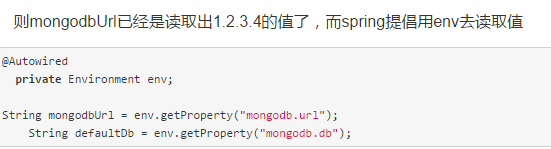 则mongodbUrl已经是读取出1.2.3.4的值了，而spring提倡用env去读取值
@Autowired
private Environment env;
String mongodbUrl = env.getProperty("mongodb.url");
String defaultDb = env.getProperty("mongodb.db");